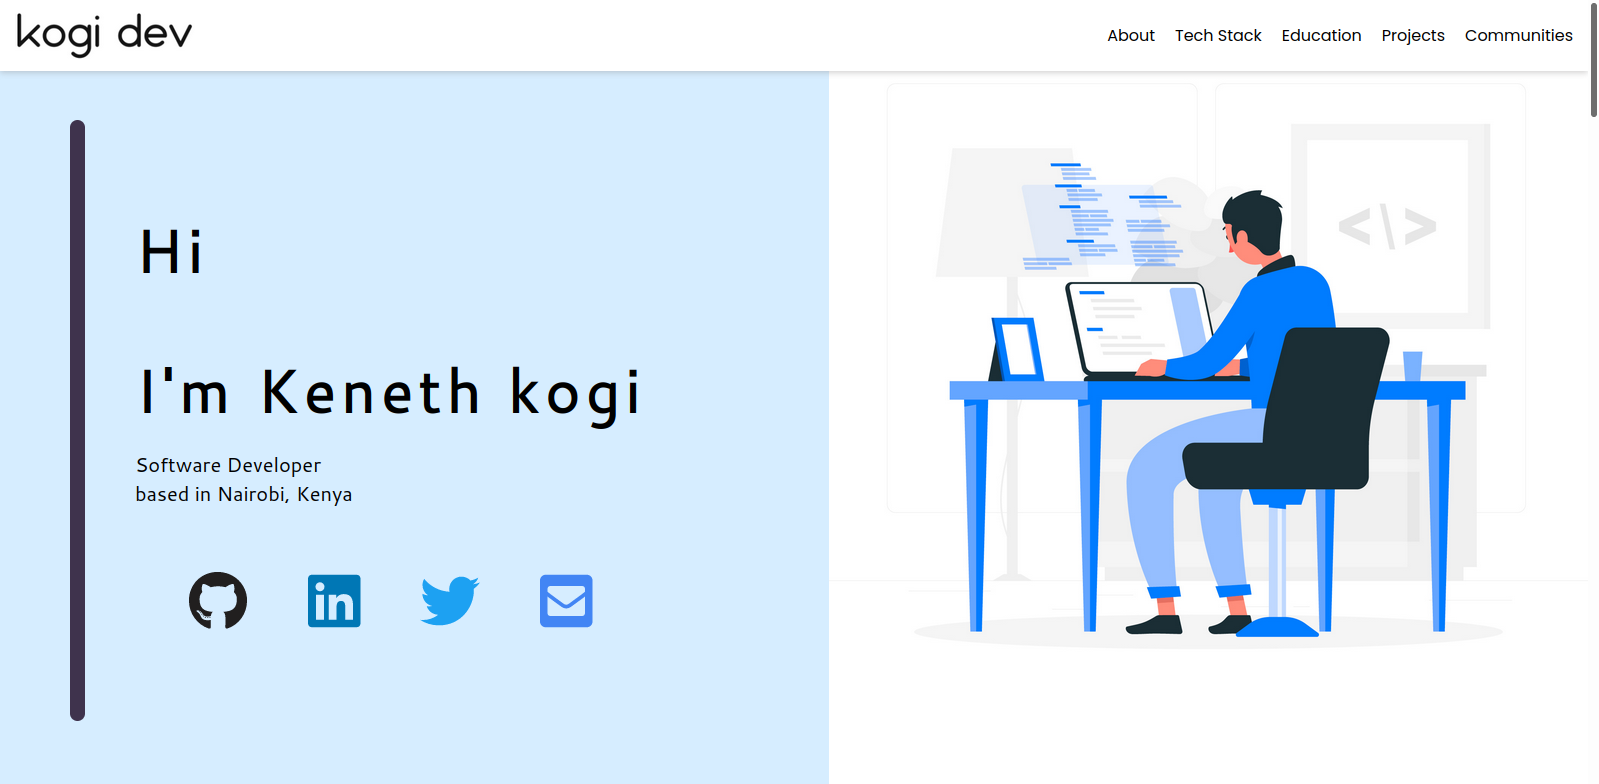 kogi dev
About Tech Stack Education Projects Communities
Hi
I'm Keneth kogi
Software Developer
based in Nairobi, Kenya
in
<\>